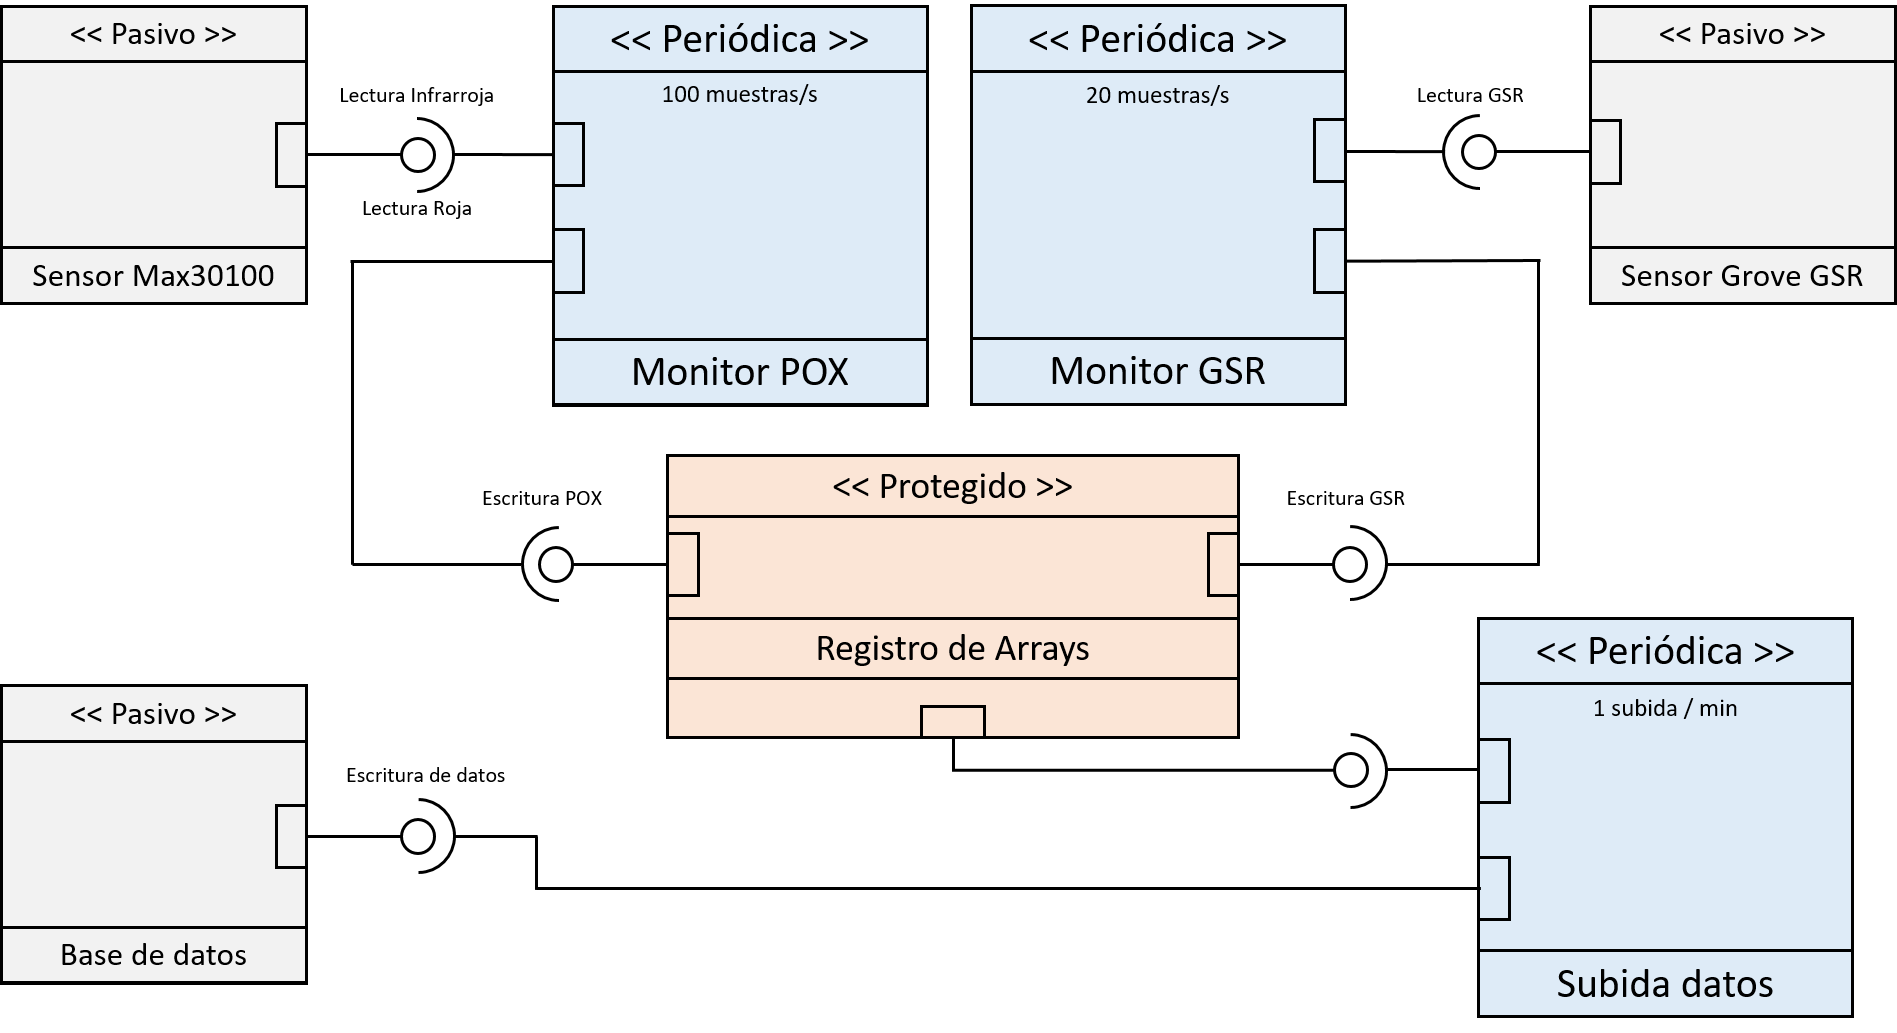 << Pasivo >>
Lectura Infrarroja
Lectura Roja
Sensor Max30100
<< Periódica >>
100 muestras/s
Monitor POX
<< Periódica >>
20 muestras/s
Monitor GSR
Lectura GSR
<< Pasivo >>
Sensor Grove GSR
Escritura POX
<< Protegido >>
Registro de Arrays
Escritura GSR
<< Pasivo >>
Base de datos
Escritura de datos
<< Periódica >>
1 subida / min
Subida datos